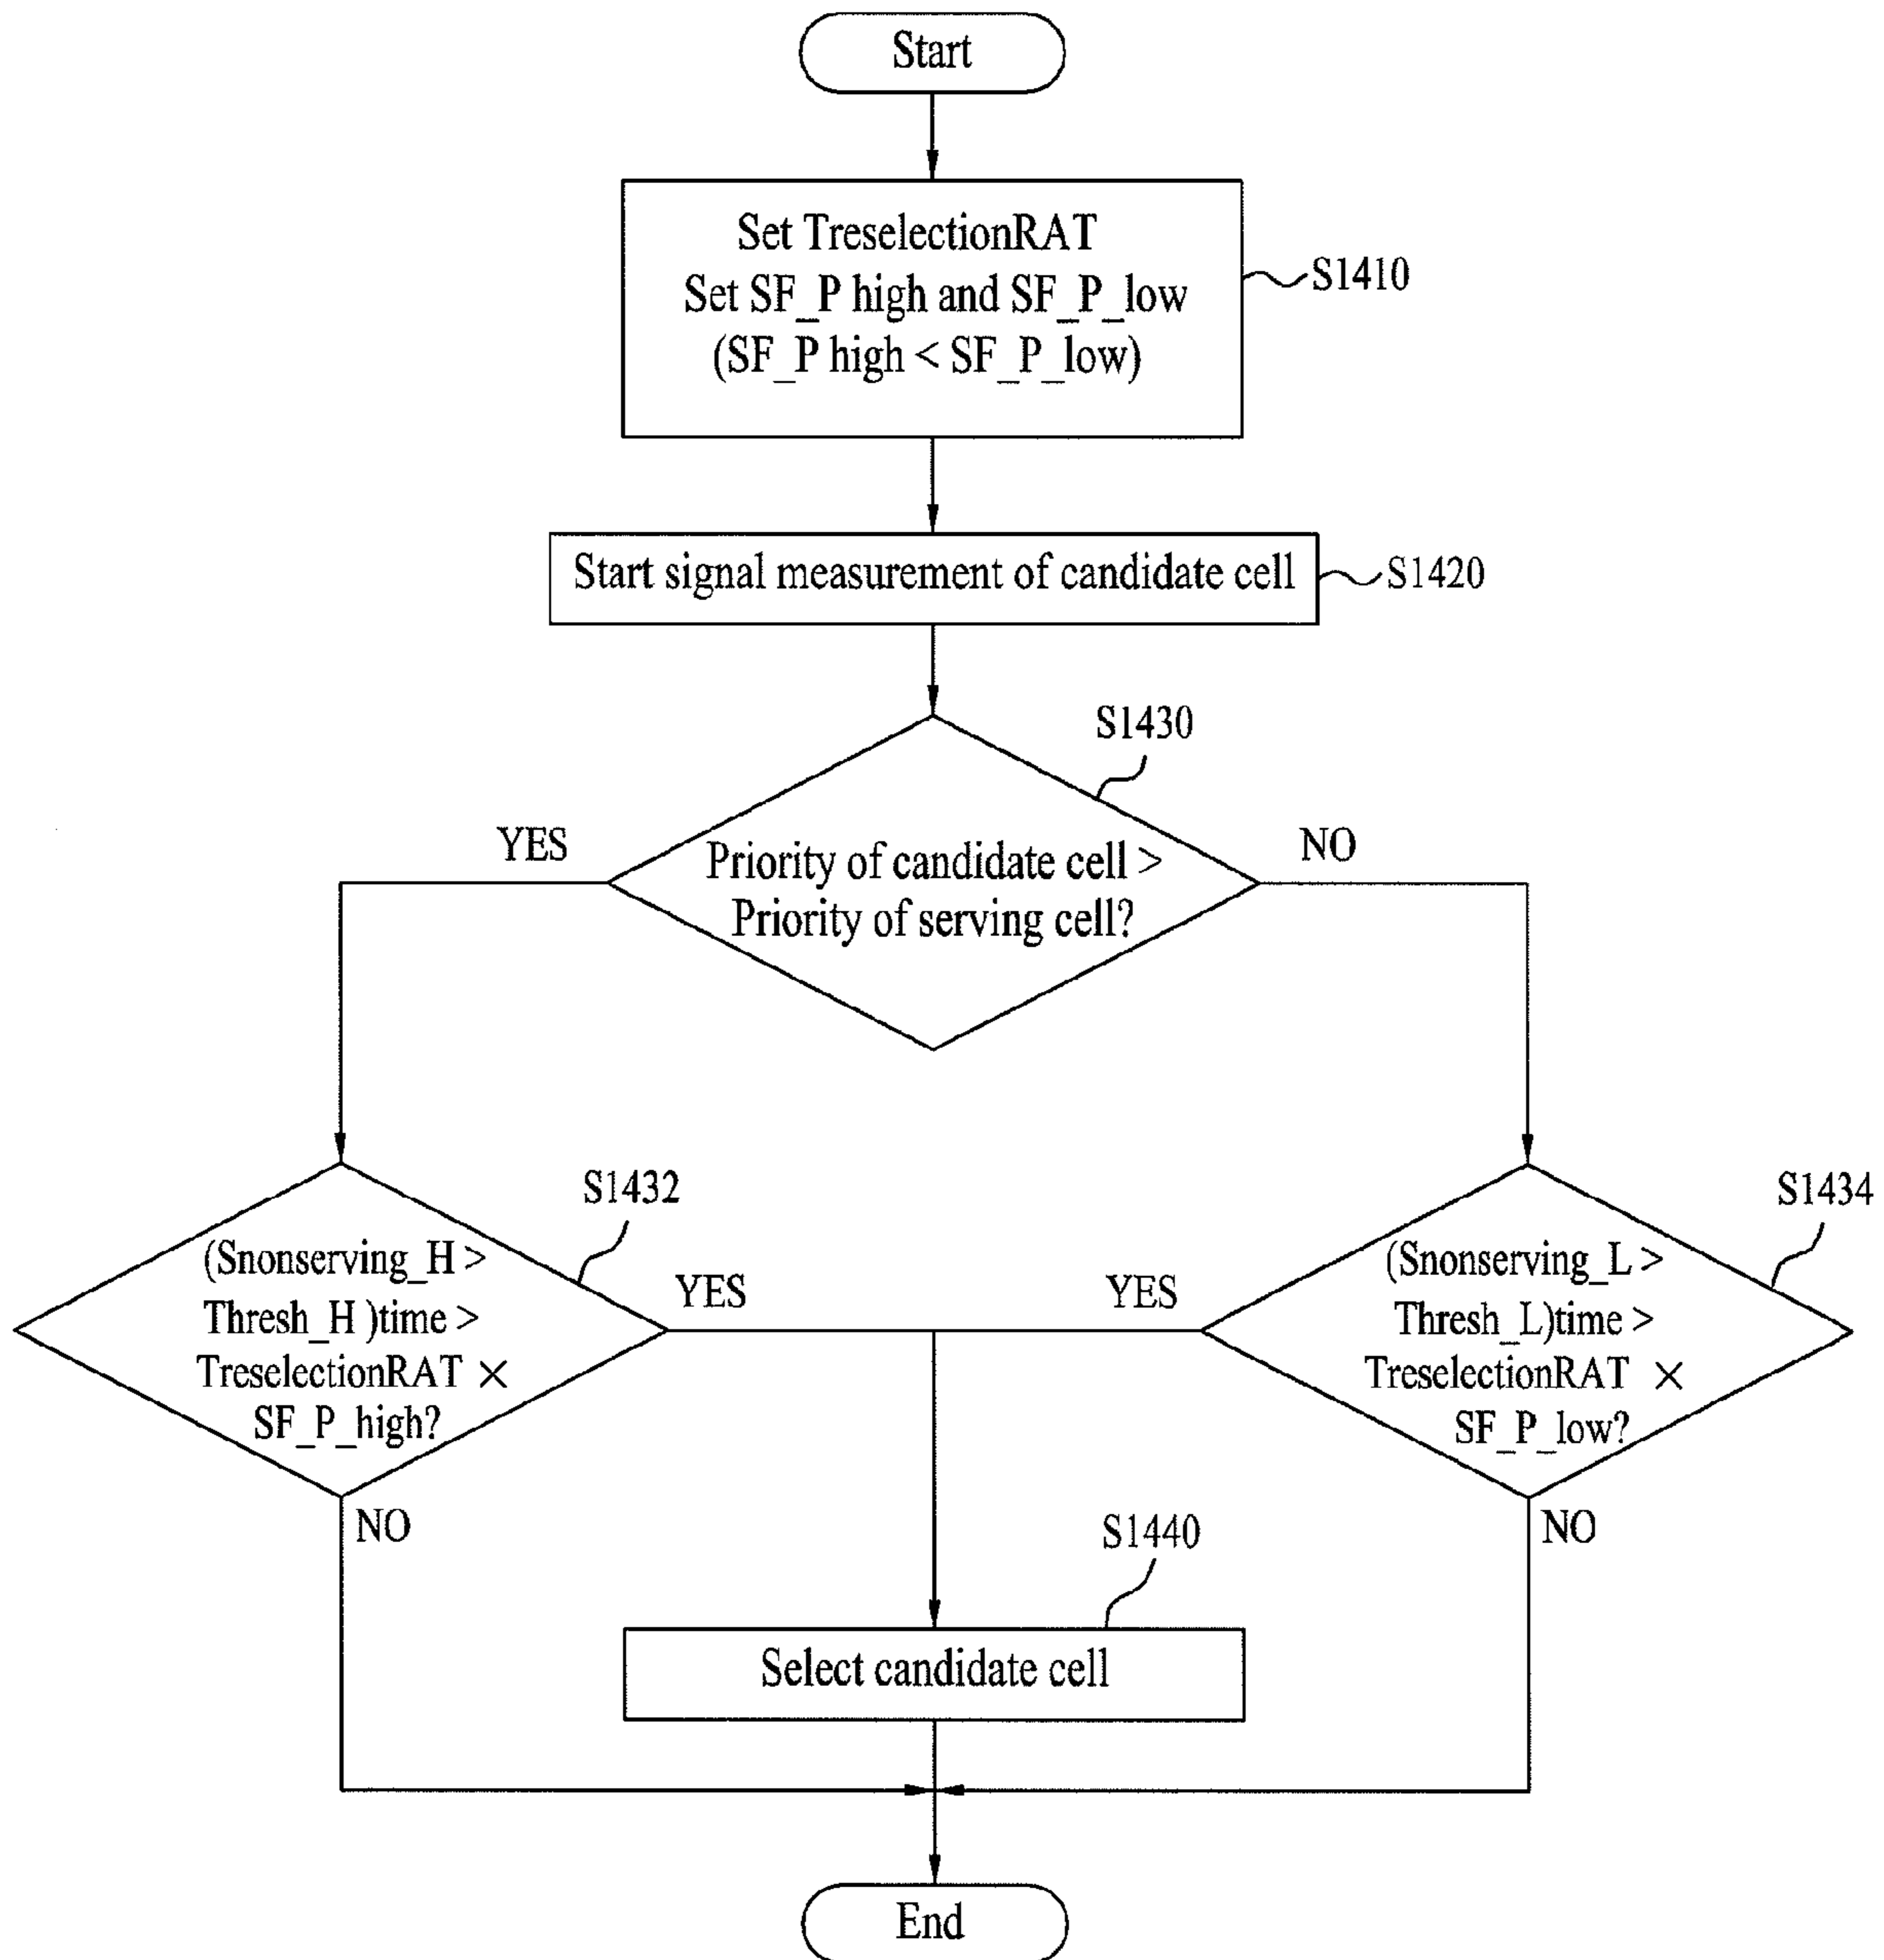 Start
Set TreselectionRAT
Set SF_P high and SF_P_low
(SF_P high < SF_P_low)
S1410
Start signal measurement of candidate cell
S1420
S1430
YES
Priority of candidate cell >
Priority of serving cell?
NO
S1432
(Snonserving_H >
Thresh_H )time >
TreselectionRAT ×
SF_P_high?
YES
NO
S1434
(Snonserving_L >
Thresh_L)time >
TreselectionRAT ×
SF_P_low?
YES
NO
S1440
Select candidate cell
End